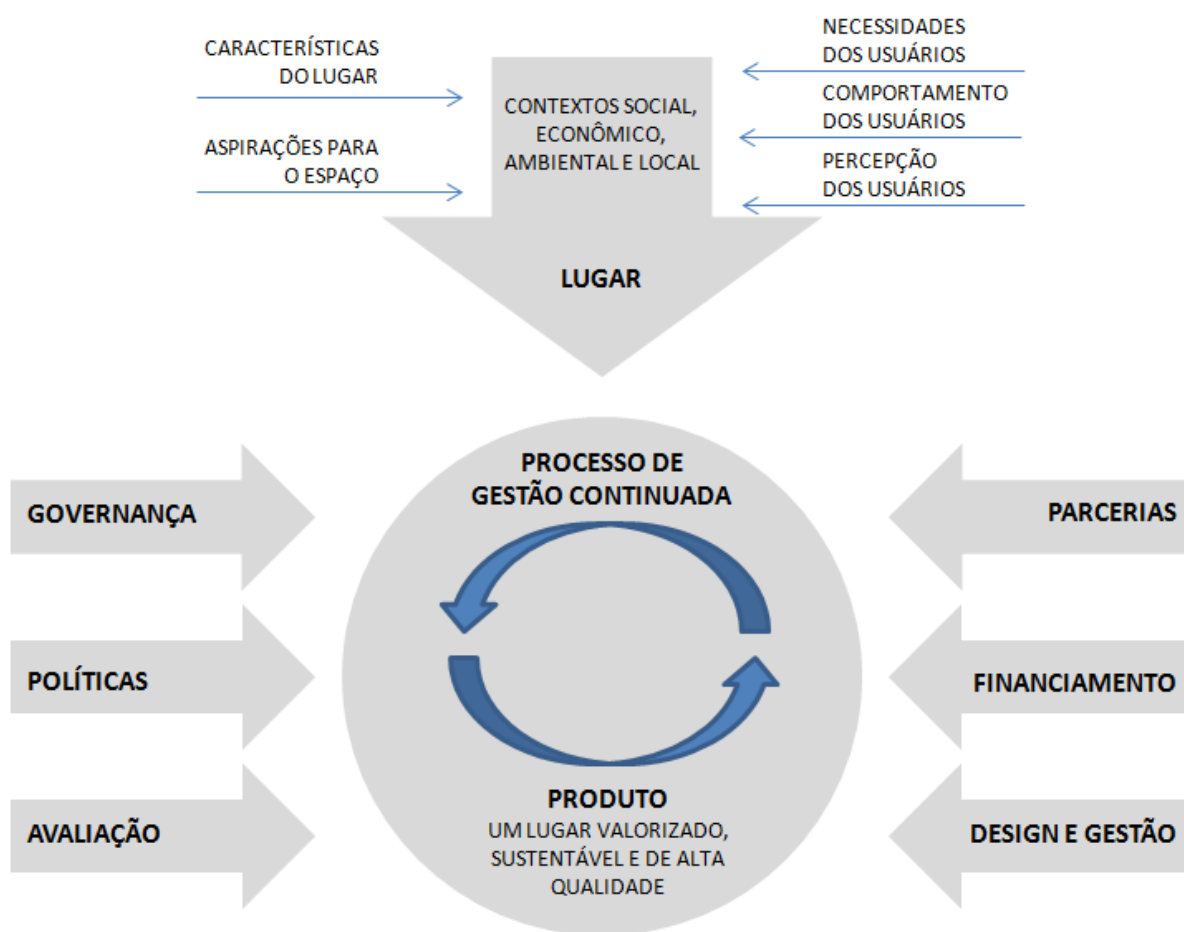 CARACTERÍSTICAS
DO LUGAR
ASPIRAÇÕES PARA
O ESPAÇO
CONTEXTOS SOCIAL,
ECONÔMICO,
AMBIENTAL E LOCAL
NECESSIDADES
DOS USUÁRIOS
COMPORTAMENTO
DOS USUÁRIOS
PERCEPÇÃO
DOS USUÁRIOS
LUGAR
PROCESSO DE
GESTÃO CONTINUADA
GOVERNANÇA
POLÍTICAS
AVALIAÇÃO
PARCERIAS
FINANCIAMENTO
DESIGN E GESTÃO
PRODUTO
UM LUGAR VALORIZADO,
SUSTENTÁVEL E DE ALTA
QUALIDADE